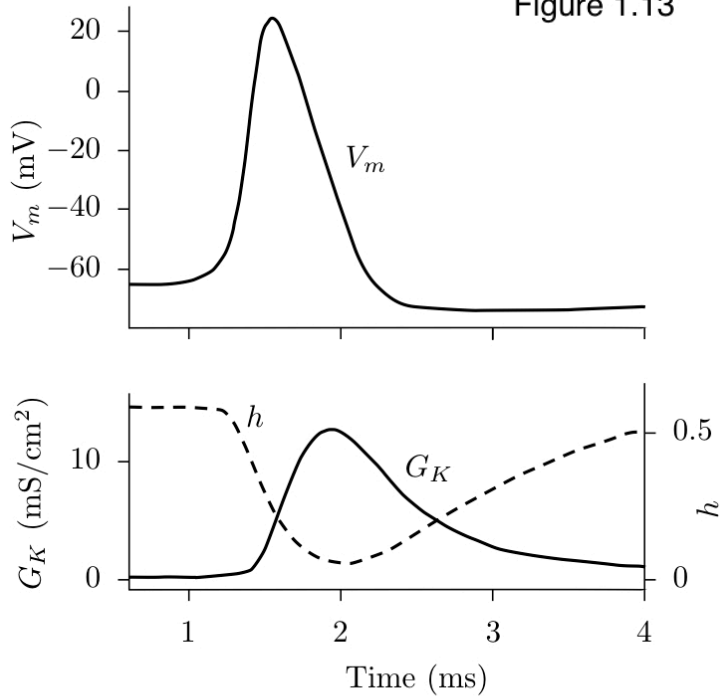 Figure 1.13
20
0
−20
−40
−60
V_m (mV)
V_m
10
0
G_K (mS/cm²)
h
G_K
0.5
0
h
1 2 3 4
Time (ms)